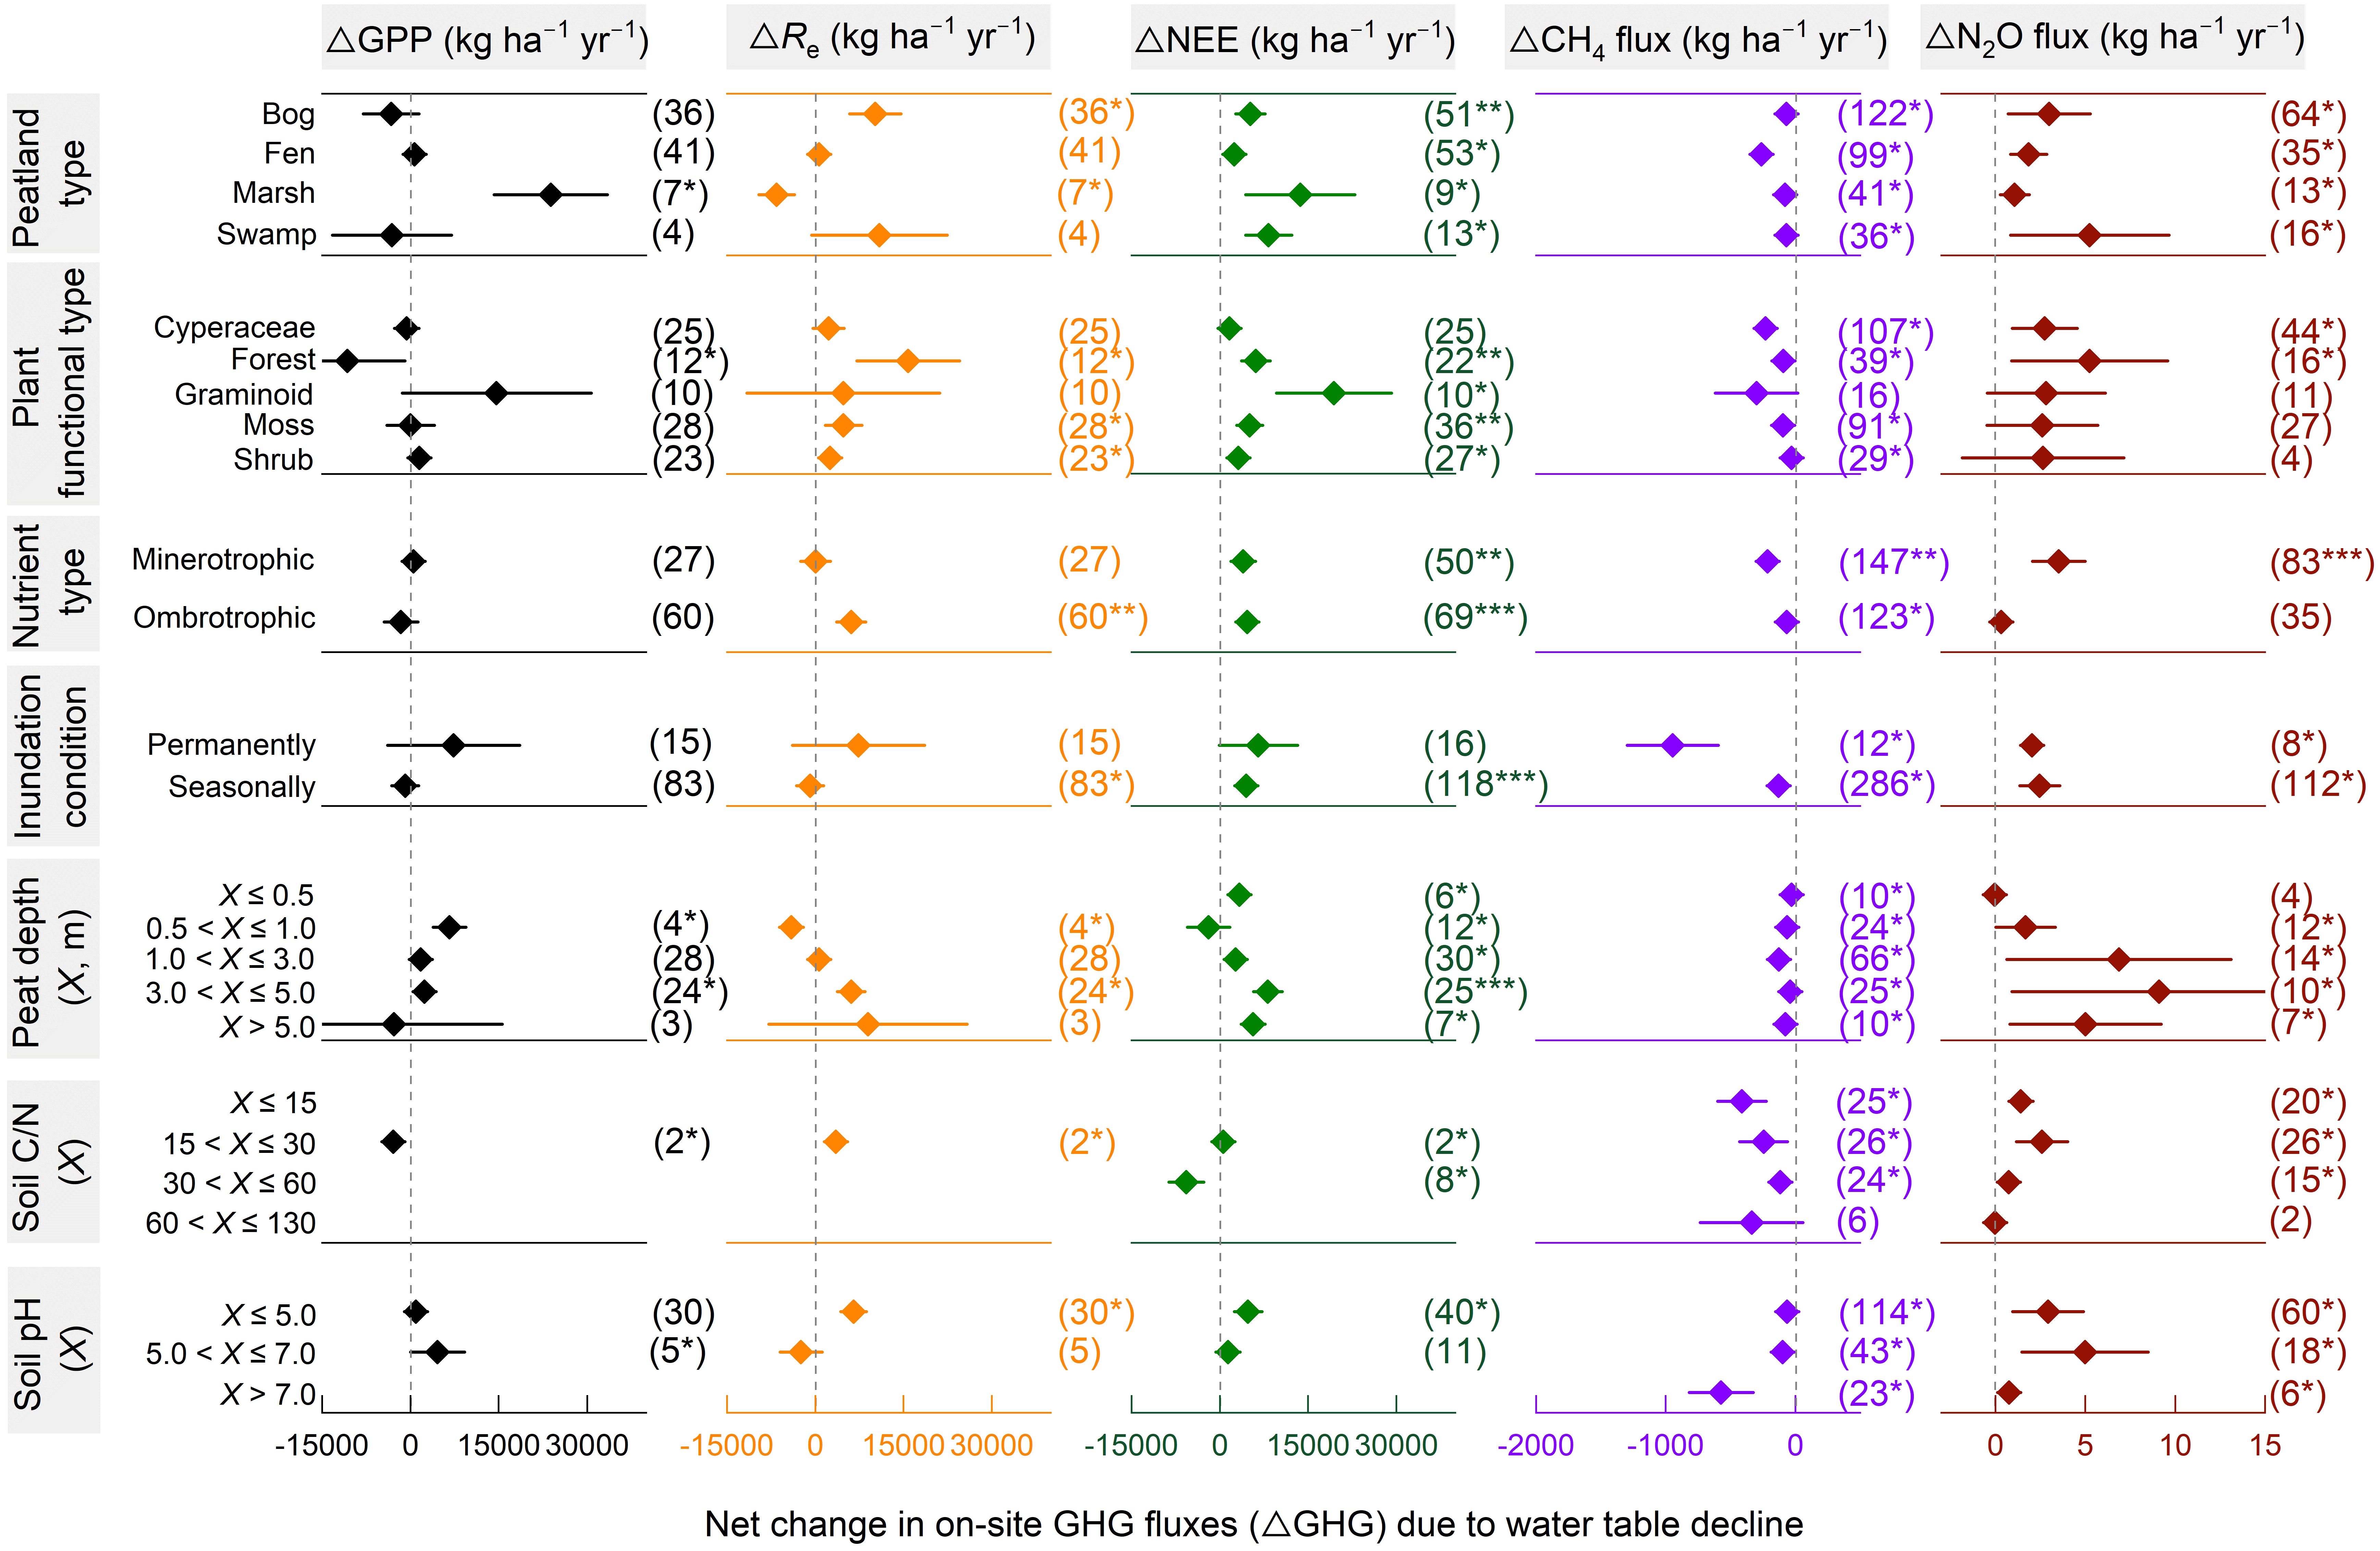 △GPP (kg ha⁻¹ yr⁻¹) △Rₑ (kg ha⁻¹ yr⁻¹) △NEE (kg ha⁻¹ yr⁻¹) △CH₄ flux (kg ha⁻¹ yr⁻¹) △N₂O flux (kg ha⁻¹ yr⁻¹)
Peatland
type
Bog (36) (36*) (51**) (122*) (64*)
Fen (41) (41) (53*) (99*) (35*)
Marsh (7*) (7*) (9*) (41*) (13*)
Swamp (4) (4) (13*) (36*) (16*)
Plant
functional type
Cyperaceae (25) (25) (25) (107*) (44*)
Forest (12*) (12*) (22**) (39*) (16*)
Graminoid (10) (10) (10*) (16) (11)
Moss (28) (28*) (36**) (91*) (27)
Shrub (23) (23*) (27*) (29*) (4)
Nutrient
type
Minerotrophic (27) (27) (50**) (147**) (83***)
Ombrotrophic (60) (60**) (69***) (123*) (35)
Inundation
condition
Permanently (15) (15) (16) (12*) (8*)
Seasonally (83) (83*) (118***) (286*) (112*)
Peat depth
(X, m)
X ≤ 0.5 (6*) (10*) (4)
0.5 < X ≤ 1.0 (4*) (4*) (12*) (24*) (12*)
1.0 < X ≤ 3.0 (28) (28) (30*) (66*) (14*)
3.0 < X ≤ 5.0 (24*) (24*) (25***) (25*) (10*)
X > 5.0 (3) (3) (7*) (10*) (7*)
Soil C/N
(X)
X ≤ 15 (25*) (20*)
15 < X ≤ 30 (2*) (2*) (2*) (26*) (26*)
30 < X ≤ 60 (8*) (24*) (15*)
60 < X ≤ 130 (6) (2)
Soil pH
(X)
X ≤ 5.0 (30) (30*) (40*) (114*) (60*)
5.0 < X ≤ 7.0 (5*) (5) (11) (43*) (18*)
X > 7.0 (23*) (6*)
-15000 0 15000 30000 -15000 0 15000 30000 -15000 0 15000 30000 -2000 -1000 0 0 5 10 15
Net change in on-site GHG fluxes (△GHG) due to water table decline